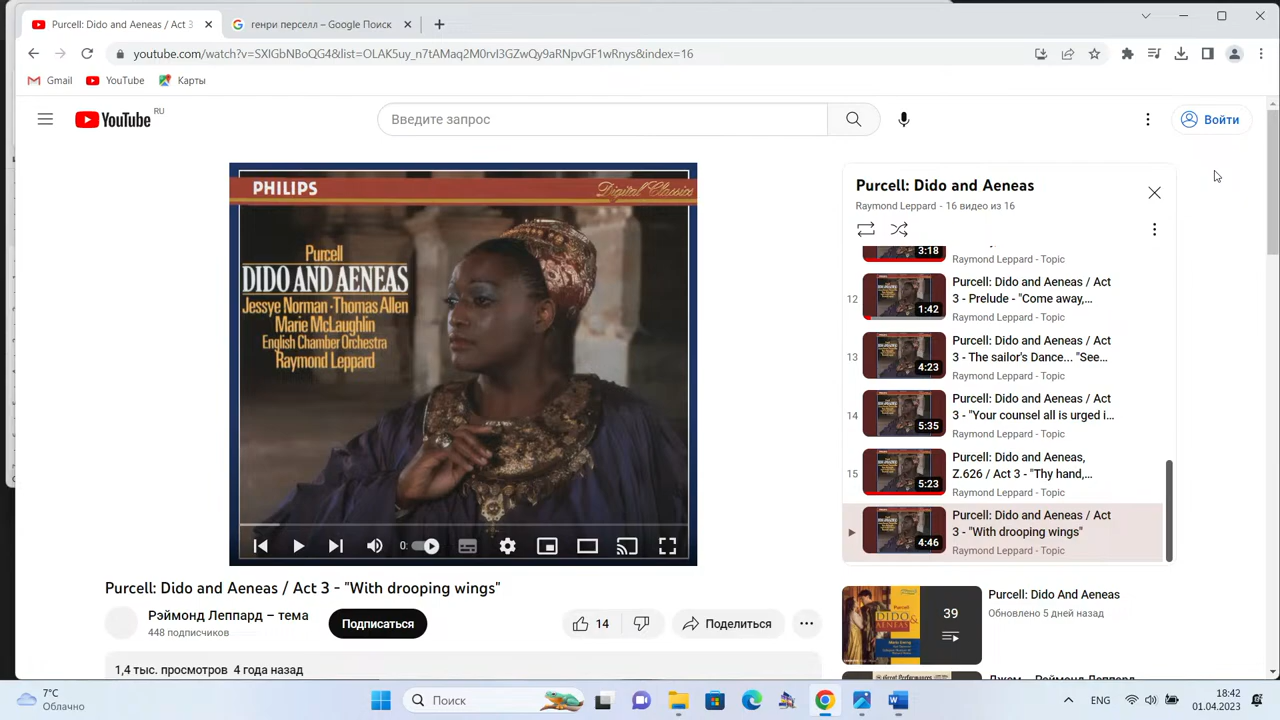 Purcell: Dido and Aeneas / Act 3
генри перселл – Google Поиск
youtube.com/watch?v=SXIGbNBoQG4&list=OLAK5uy_n7tAMaq2M0rvI3GZwQy9aRNpvGF1wRnys&index=16
Gmail
YouTube
Карты
YouTube
RU
Введите запрос
Войти
PHILIPS
Digital Classics
Purcell
DIDO AND AENEAS
Jessye Norman · Thomas Allen
Marie McLaughlin
English Chamber Orchestra
Raymond Leppard
0:
Purcell: Dido and Aeneas / Act 3 - "With drooping wings"
Рэймонд Леппард – тема
448 подписчиков
Подписаться
14
Поделиться
1,4 тыс. просмотров 4 года назад
Purcell: Dido and Aeneas
Raymond Leppard - 16 видео из 16
3:18
Raymond Leppard - Topic
12
1:42
Purcell: Dido and Aeneas / Act
3 - Prelude - "Come away,...
Raymond Leppard - Topic
13
4:23
Purcell: Dido and Aeneas / Act
3 - The sailor's Dance... "See...
Raymond Leppard - Topic
14
5:35
Purcell: Dido and Aeneas / Act
3 - "Your counsel all is urged i...
Raymond Leppard - Topic
15
5:23
Purcell: Dido and Aeneas,
Z.626 / Act 3 - "Thy hand,...
Raymond Leppard - Topic
4:46
Purcell: Dido and Aeneas / Act
3 - "With drooping wings"
Raymond Leppard - Topic
Purcell
DIDO &
AENEAS
39
Purcell: Dido And Aeneas
Обновлено 5 дней назад
Джем – Рэймонд Леппард
7°C
Облачно
Поиск
ENG
18:42
01.04.2023